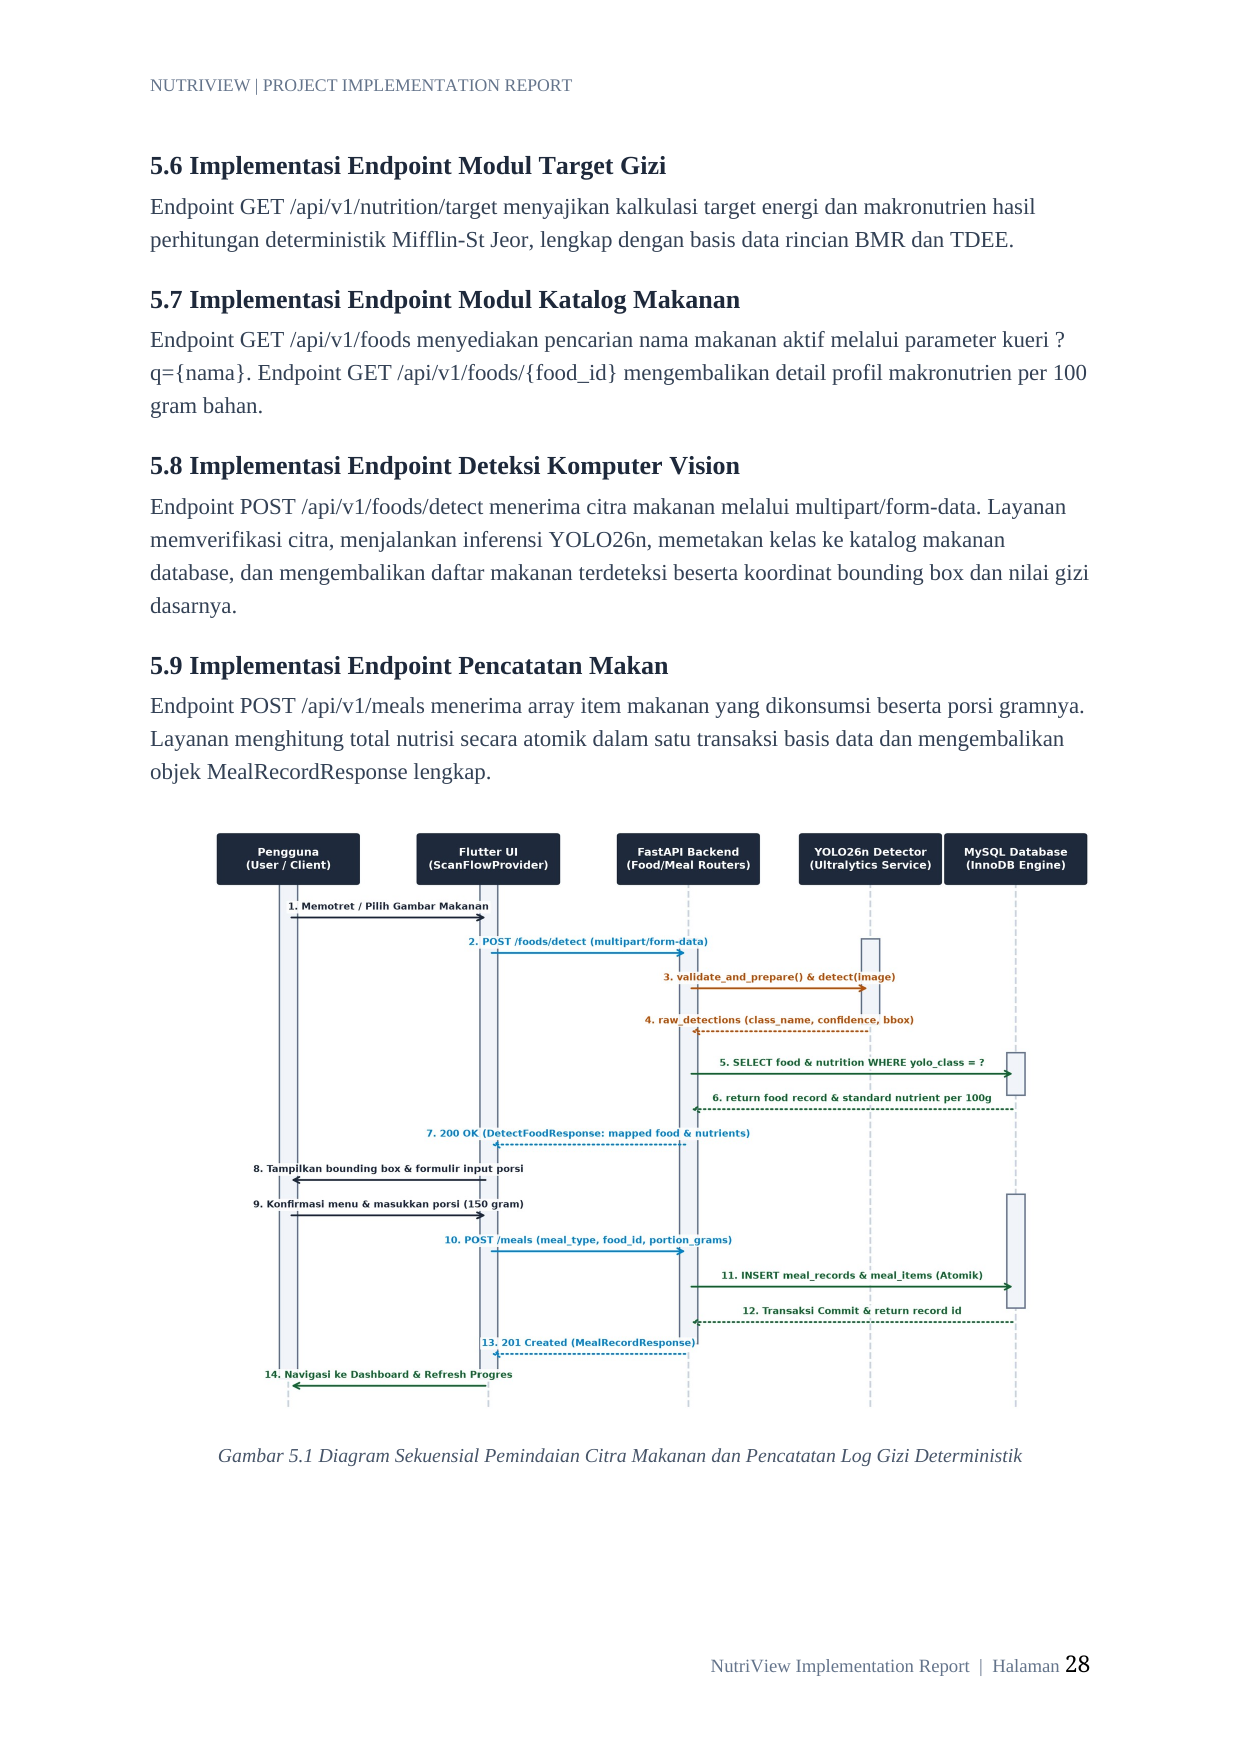 NUTRIVIEW | PROJECT IMPLEMENTATION REPORT
5.6 Implementasi Endpoint Modul Target Gizi
Endpoint GET /api/v1/nutrition/target menyajikan kalkulasi target energi dan makronutrien hasil
perhitungan deterministik Mifflin-St Jeor, lengkap dengan basis data rincian BMR dan TDEE.
5.7 Implementasi Endpoint Modul Katalog Makanan
Endpoint GET /api/v1/foods menyediakan pencarian nama makanan aktif melalui parameter kueri ?
q={nama}. Endpoint GET /api/v1/foods/{food_id} mengembalikan detail profil makronutrien per 100
gram bahan.
5.8 Implementasi Endpoint Deteksi Komputer Vision
Endpoint POST /api/v1/foods/detect menerima citra makanan melalui multipart/form-data. Layanan
memverifikasi citra, menjalankan inferensi YOLO26n, memetakan kelas ke katalog makanan
database, dan mengembalikan daftar makanan terdeteksi beserta koordinat bounding box dan nilai gizi
dasarnya.
5.9 Implementasi Endpoint Pencatatan Makan
Endpoint POST /api/v1/meals menerima array item makanan yang dikonsumsi beserta porsi gramnya.
Layanan menghitung total nutrisi secara atomik dalam satu transaksi basis data dan mengembalikan
objek MealRecordResponse lengkap.
Pengguna
(User / Client)
Flutter UI
(ScanFlowProvider)
FastAPI Backend
(Food/Meal Routers)
YOLO26n Detector
(Ultralytics Service)
MySQL Database
(InnoDB Engine)
1. Memotret / Pilih Gambar Makanan
2. POST /foods/detect (multipart/form-data)
3. validate_and_prepare() & detect(image)
4. raw_detections (class_name, confidence, bbox)
5. SELECT food & nutrition WHERE yolo_class = ?
6. return food record & standard nutrient per 100g
7. 200 OK (DetectFoodResponse: mapped food & nutrients)
8. Tampilkan bounding box & formulir input porsi
9. Konfirmasi menu & masukkan porsi (150 gram)
10. POST /meals (meal_type, food_id, portion_grams)
11. INSERT meal_records & meal_items (Atomik)
12. Transaksi Commit & return record id
13. 201 Created (MealRecordResponse)
14. Navigasi ke Dashboard & Refresh Progres
Gambar 5.1 Diagram Sekuensial Pemindaian Citra Makanan dan Pencatatan Log Gizi Deterministik
NutriView Implementation Report | Halaman 28